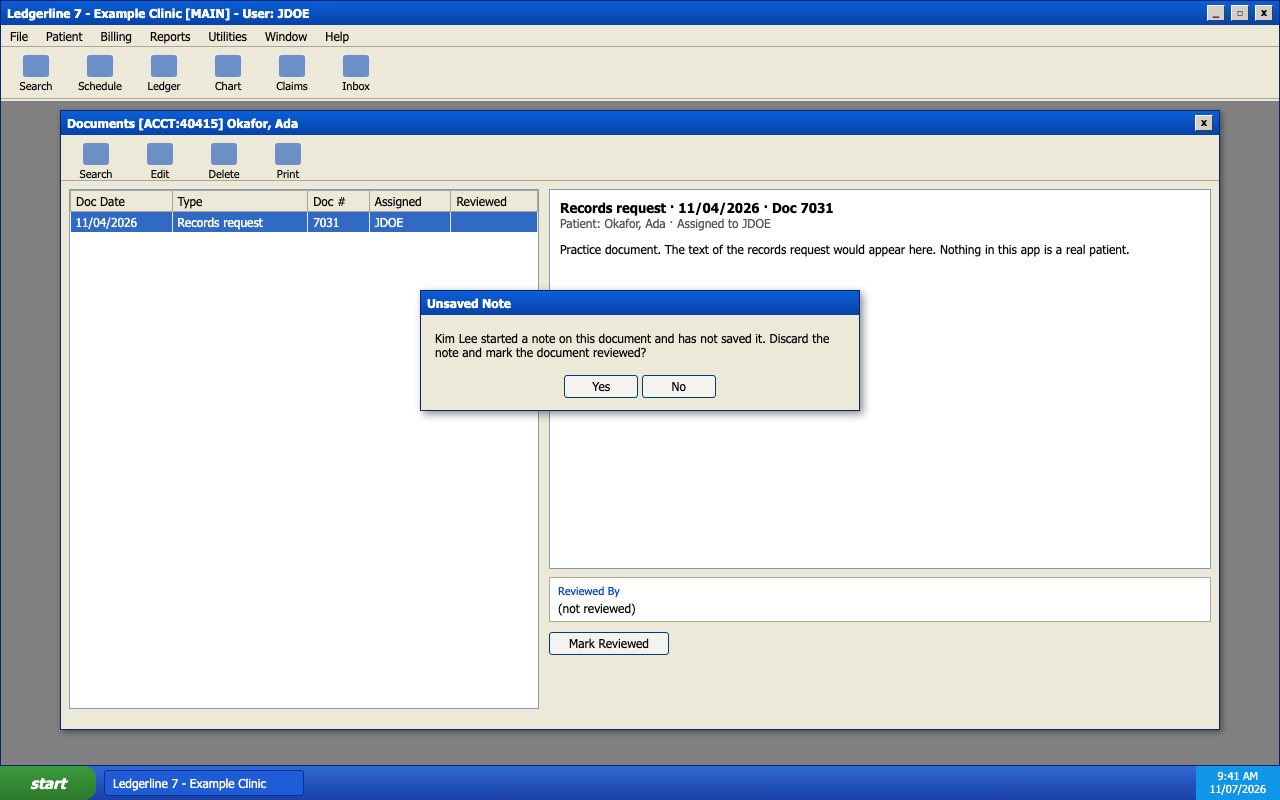 Ledgerline 7 - Example Clinic [MAIN] - User: JDOE
_ □ x
File Patient Billing Reports Utilities Window Help
Search Schedule Ledger Chart Claims Inbox
Documents [ACCT:40415] Okafor, Ada
x
Search Edit Delete Print
Doc Date Type Doc # Assigned Reviewed
11/04/2026 Records request 7031 JDOE
Records request · 11/04/2026 · Doc 7031
Patient: Okafor, Ada · Assigned to JDOE
Practice document. The text of the records request would appear here. Nothing in this app is a real patient.
Unsaved Note
Kim Lee started a note on this document and has not saved it. Discard the
note and mark the document reviewed?
Yes No
Reviewed By
(not reviewed)
Mark Reviewed
start
Ledgerline 7 - Example Clinic
9:41 AM
11/07/2026